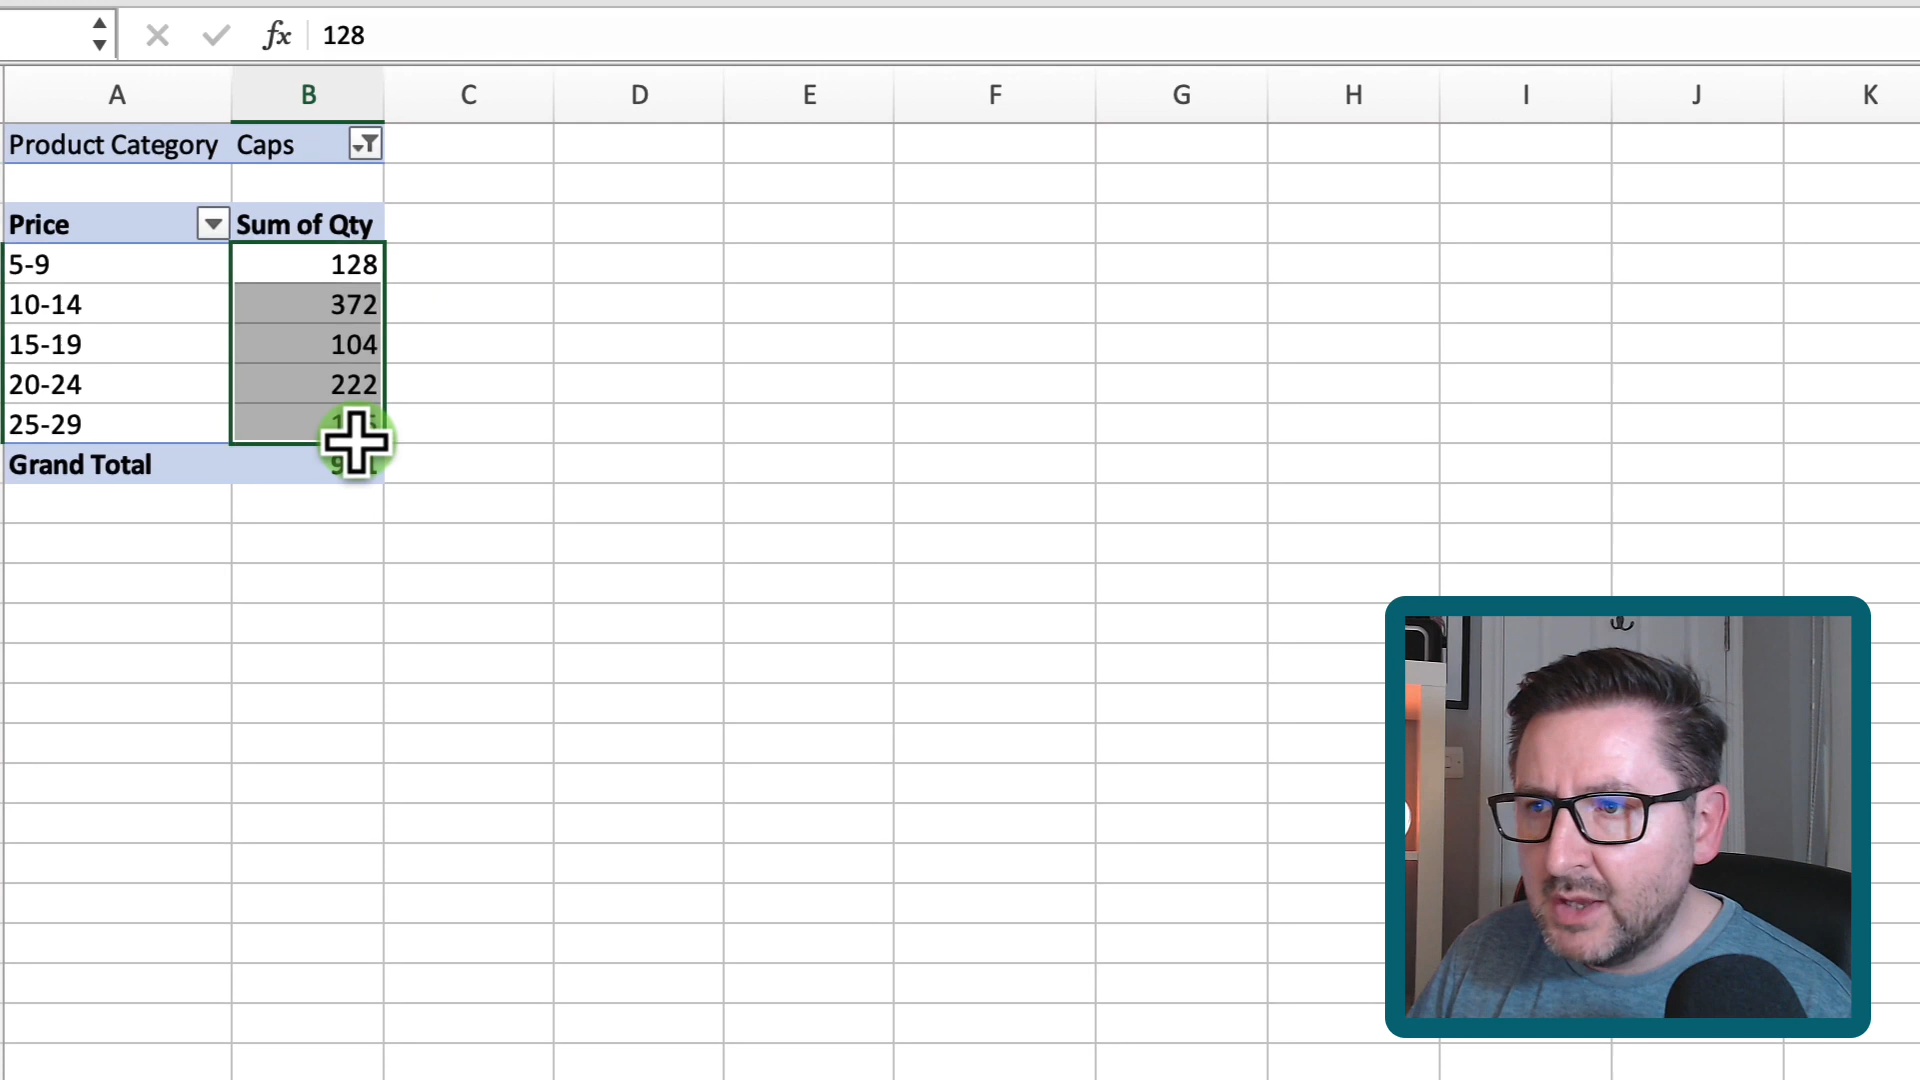 fx 128
A B C D E F G H I J K
Product Category Caps
Price Sum of Qty
5-9 128
10-14 372
15-19 104
20-24 222
25-29
Grand Total